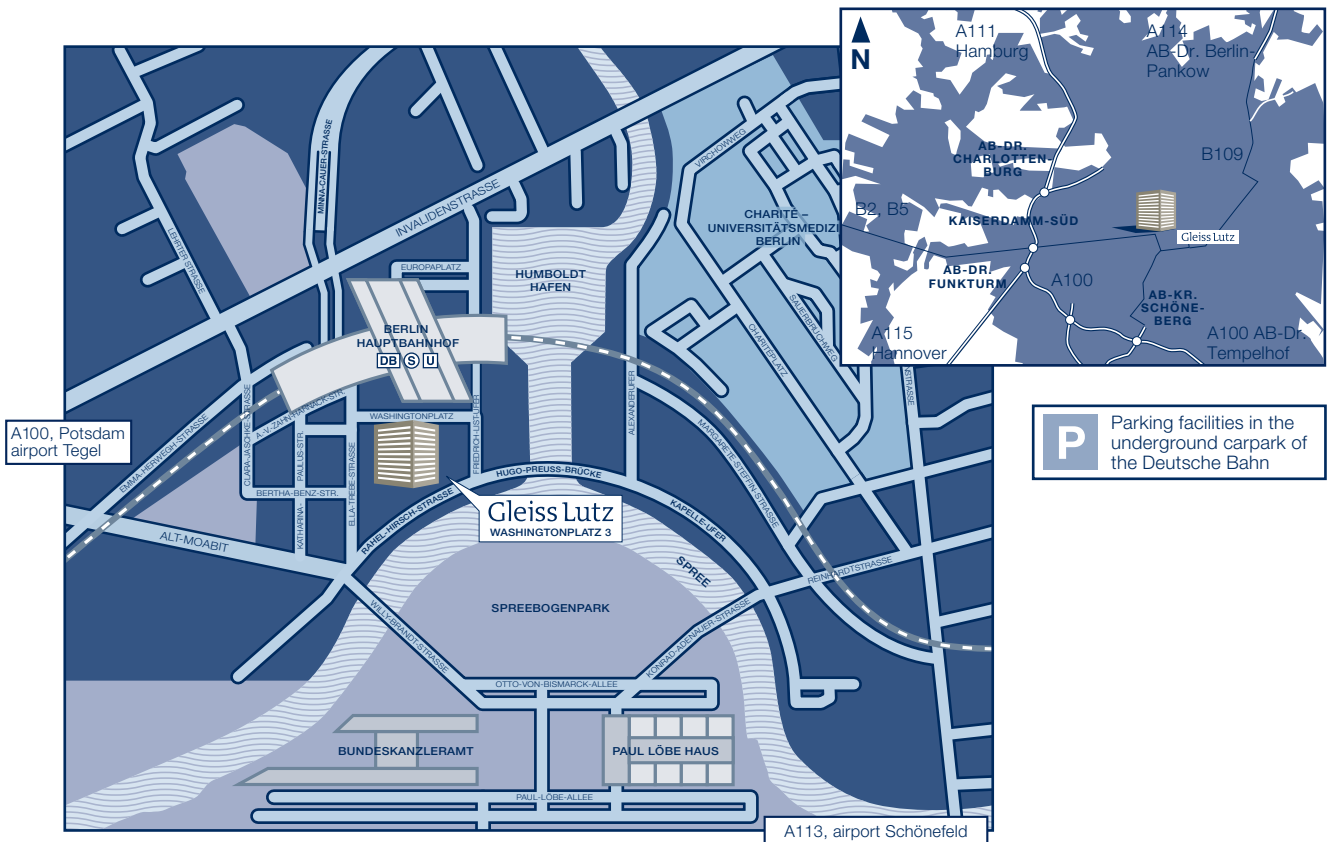 A111
Hamburg
A114
AB-Dr. Berlin-
Pankow
N
AB-DR.
CHARLOTTEN-
BURG
B109
B2, B5
KAISERDAMM-SÜD
Gleiss Lutz
AB-DR.
FUNKTURM
A100
AB-KR.
SCHÖNE-
BERG
A115
Hannover
A100 AB-Dr.
Tempelhof
P
Parking facilities in the
underground carpark of
the Deutsche Bahn
A100, Potsdam
airport Tegel
MINNA-CAUER-STRASSE
INVALIDENSTRASSE
LEHRTER STRASSE
VIRCHOWWEG
CHARITÉ –
UNIVERSITÄTSMEDIZI
BERLIN
EUROPAPLATZ
HUMBOLDT
HAFEN
BERLIN
HAUPTBAHNHOF
DB S U
SAUERBRUCHWEG
CHARITÉPLATZ
NSTRASSE
ALEXANDERUFER
A.-V.-ZAHN-HARNACK-STR.
CLARA-JASCHKE-STRASSE
EMMA-HERWEGH-STRASSE
WASHINGTONPLATZ
FRIEDRICH-LIST-UFER
KATHARINA-PAULUS-STR.
ELLA-TREBE-STRASSE
BERTHA-BENZ-STR.
MARGARETE-STEFFIN-STRASSE
HUGO-PREUSS-BRÜCKE
RAHEL-HIRSCH-STRASSE
KAPELLE-UFER
Gleiss Lutz
WASHINGTONPLATZ 3
ALT-MOABIT
SPREE
REINHARDTSTRASSE
SPREEBOGENPARK
WILLY-BRANDT-STRASSE
KONRAD-ADENAUER-STRASSE
OTTO-VON-BISMARCK-ALLEE
BUNDESKANZLERAMT
PAUL LÖBE HAUS
PAUL-LÖBE-ALLEE
A113, airport Schönefeld